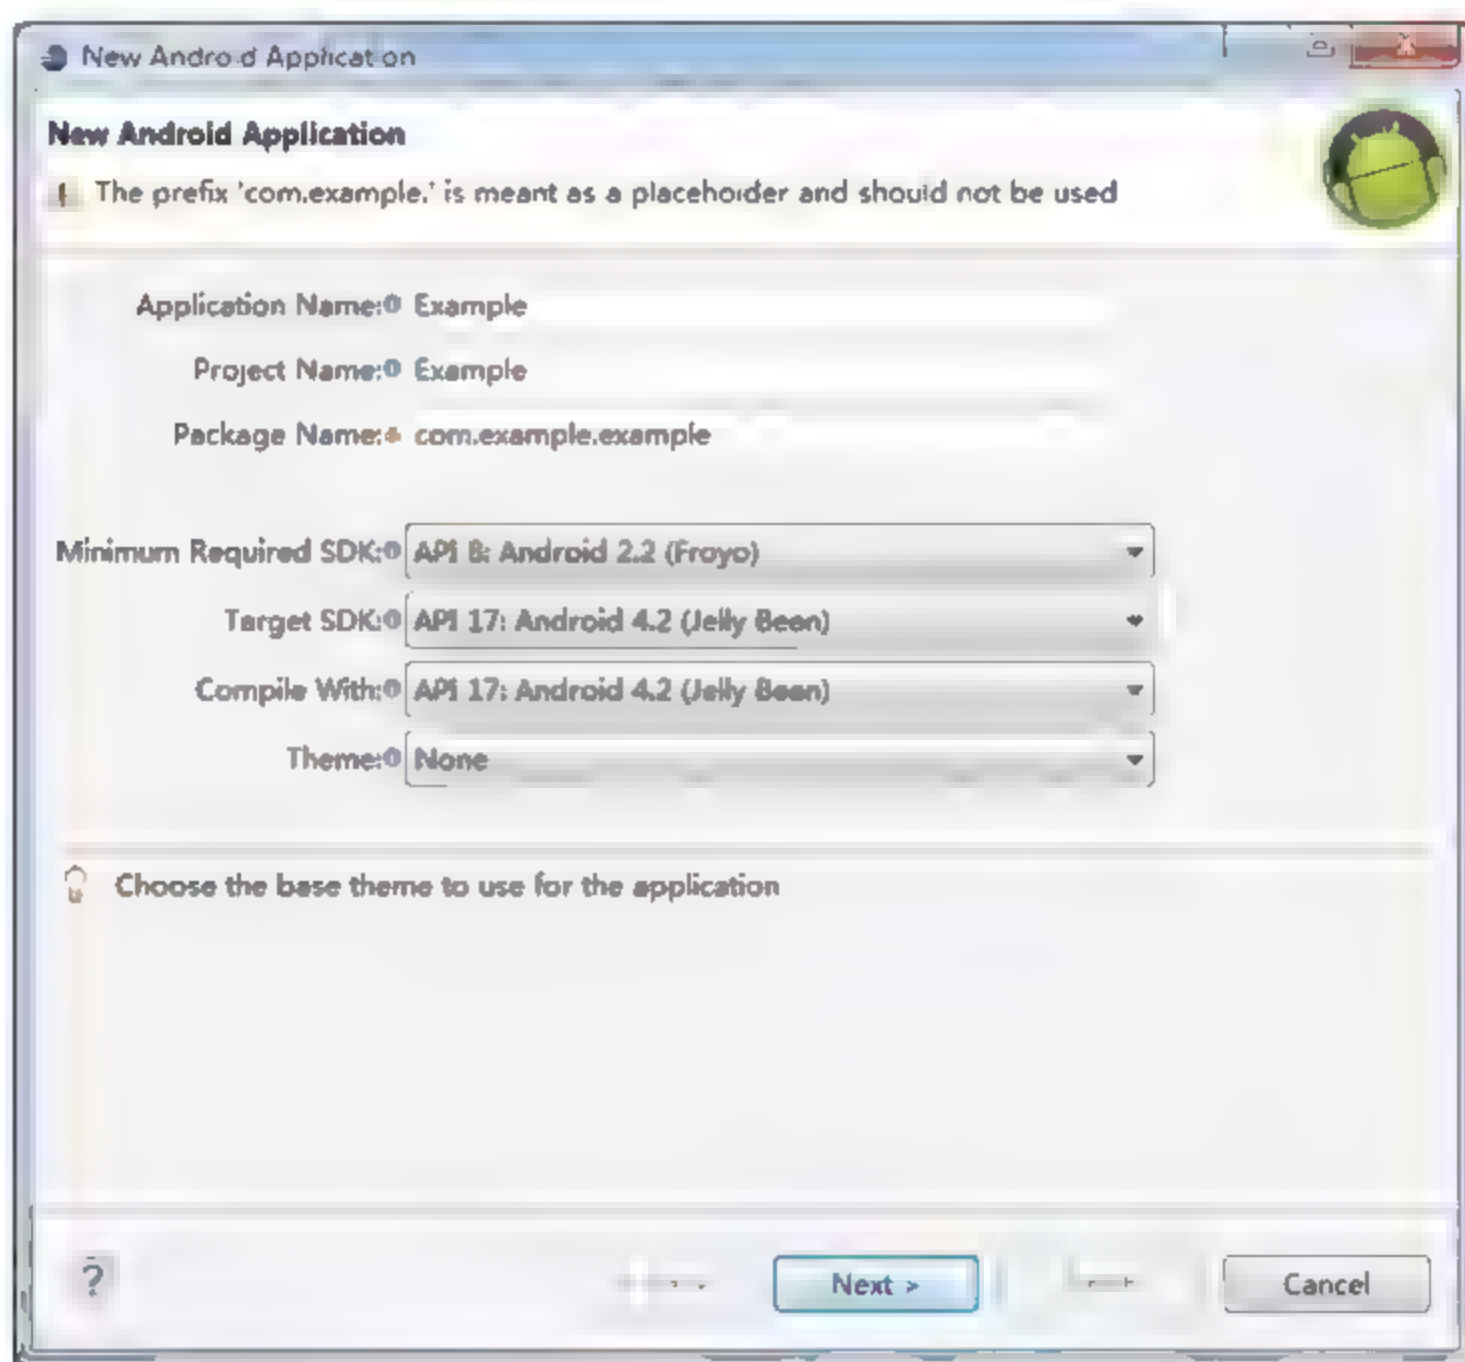 New Android Application
New Android Application
The prefix 'com.example.' is meant as a placeholder and should not be used
Application Name: Example
Project Name: Example
Package Name: com.example.example
Minimum Required SDK: API 8: Android 2.2 (Froyo)
Target SDK: API 17: Android 4.2 (Jelly Bean)
Compile With: API 17: Android 4.2 (Jelly Bean)
Theme: None
Choose the base theme to use for the application
? Next > Cancel